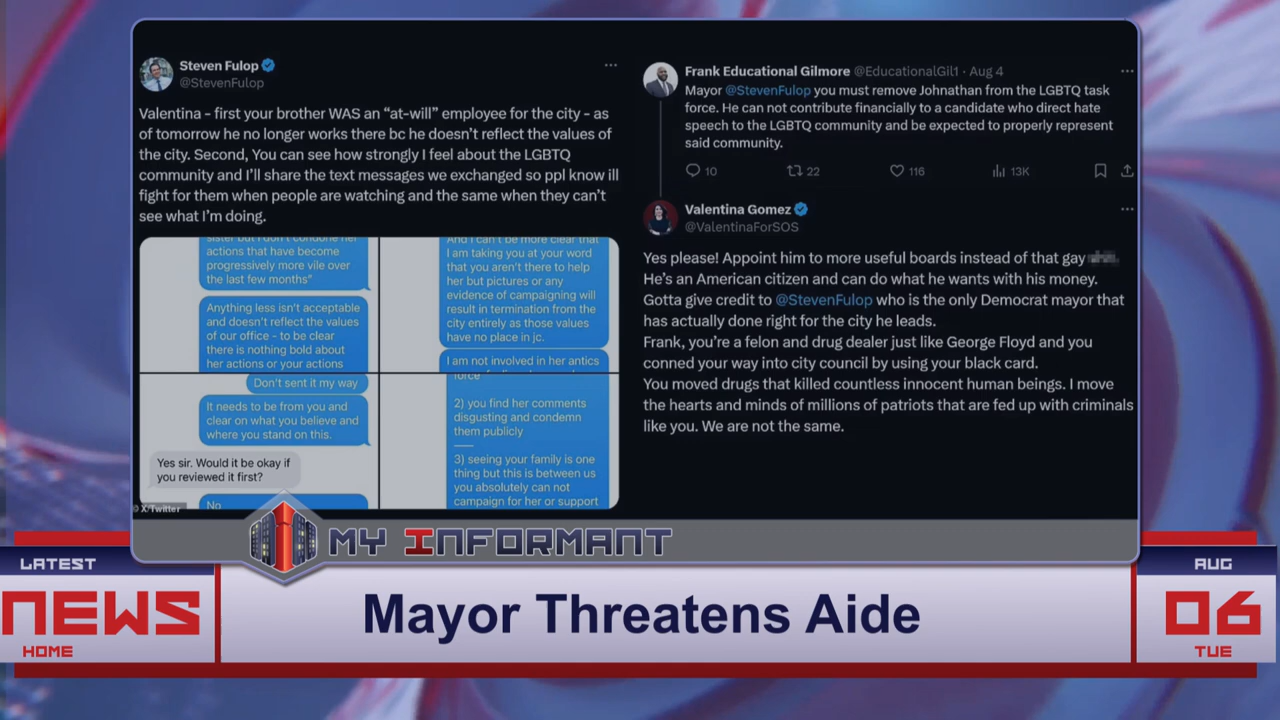 Steven Fulop
@StevenFulop
Valentina – first your brother WAS an “at-will” employee for the city – as
of tomorrow he no longer works there bc he doesn’t reflect the values of
the city. Second, You can see how strongly I feel about the LGBTQ
community and I’ll share the text messages we exchanged so ppl know ill
fight for them when people are watching and the same when they can’t
see what I’m doing.
sister but I don't condone her
actions that have become
progressively more vile over
the last few months”
Anything less isn’t acceptable
and doesn’t reflect the values
of our office – to be clear
there is nothing bold about
her actions or your actions
And I can't be more clear that
I am taking you at your word
that you aren’t there to help
her but pictures or any
evidence of campaigning will
result in termination from the
city entirely as those values
have no place in jc.
I am not involved in her antics
Don’t sent it my way
It needs to be from you and
clear on what you believe and
where you stand on this.
Yes sir. Would it be okay if
you reviewed it first?
No
force
2) you find her comments
disgusting and condemn
them publicly
3) seeing your family is one
thing but this is between us
you absolutely can not
campaign for her or support
© X/Twitter
Frank Educational Gilmore @EducationalGil1 · Aug 4
Mayor @StevenFulop you must remove Johnathan from the LGBTQ task
force. He can not contribute financially to a candidate who direct hate
speech to the LGBTQ community and be expected to properly represent
said community.
10 22 116 13K
Valentina Gomez
@ValentinaForSOS
Yes please! Appoint him to more useful boards instead of that gay
He’s an American citizen and can do what he wants with his money.
Gotta give credit to @StevenFulop who is the only Democrat mayor that
has actually done right for the city he leads.
Frank, you’re a felon and drug dealer just like George Floyd and you
conned your way into city council by using your black card.
You moved drugs that killed countless innocent human beings. I move
the hearts and minds of millions of patriots that are fed up with criminals
like you. We are not the same.
MY INFORMANT
LATEST
NEWS
HOME
Mayor Threatens Aide
AUG
06
TUE